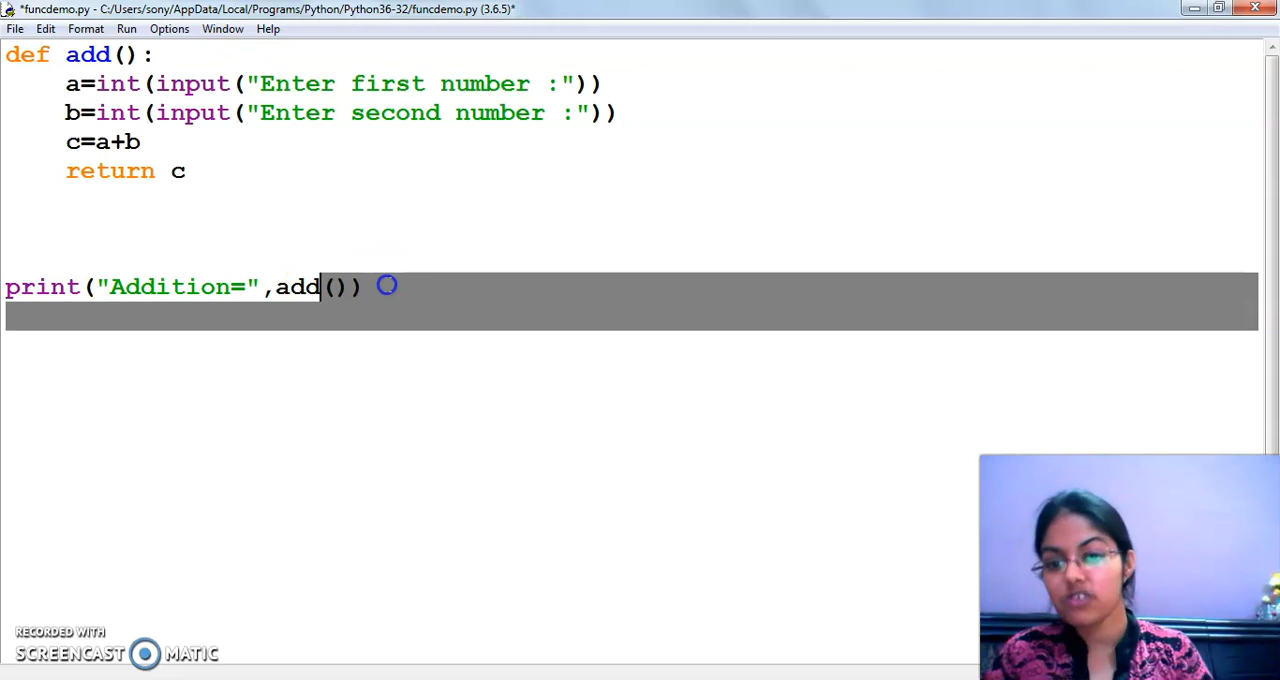 *funcdemo.py - C:/Users/sony/AppData/Local/Programs/Python/Python36-32/funcdemo.py (3.6.5)*
File Edit Format Run Options Window Help
def add():
    a=int(input("Enter first number :"))
    b=int(input("Enter second number :"))
    c=a+b
    return c
print("Addition=",add())
RECORDED WITH
SCREENCAST MATIC